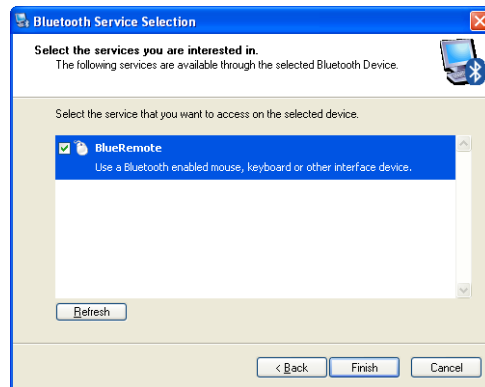 Bluetooth Service Selection
Select the services you are interested in.
The following services are available through the selected Bluetooth Device.
Select the service that you want to access on the selected device.
BlueRemote
Use a Bluetooth enabled mouse, keyboard or other interface device.
Refresh
< Back
Finish
Cancel